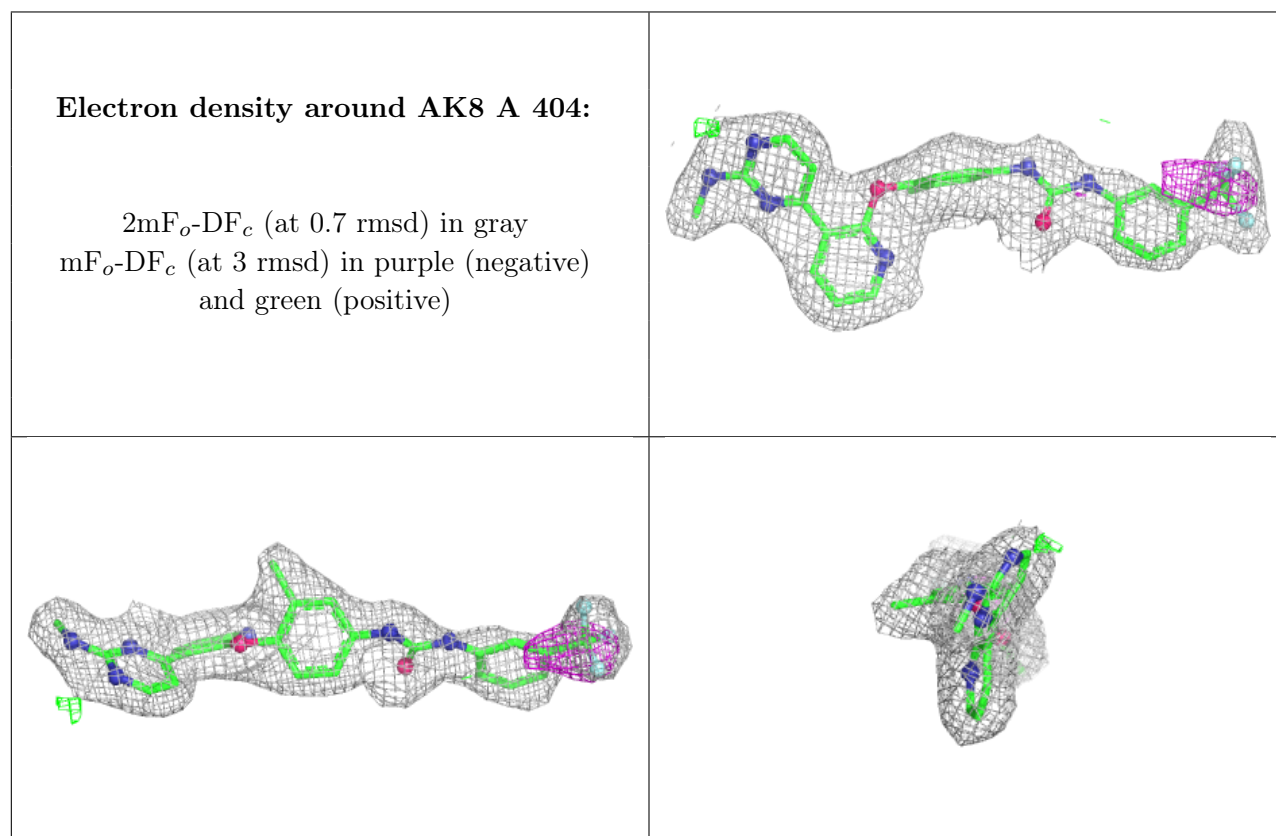 Electron density around AK8 A 404:
2mFo-DFc (at 0.7 rmsd) in gray
mFo-DFc (at 3 rmsd) in purple (negative)
and green (positive)